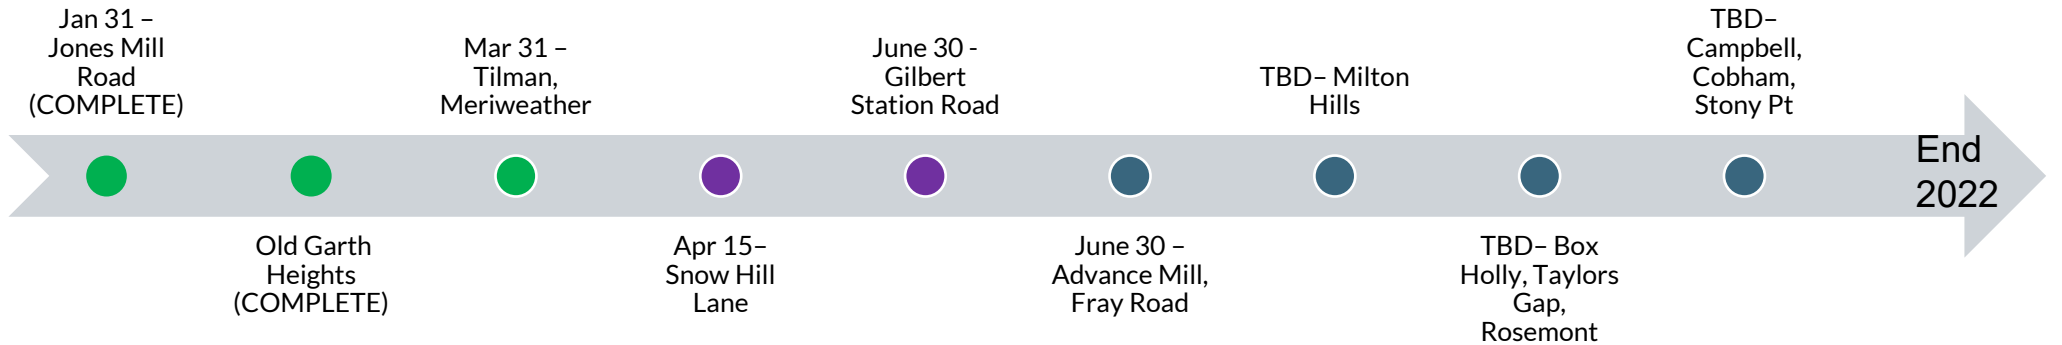 Jan 31 –
Jones Mill
Road
(COMPLETE)
Old Garth
Heights
(COMPLETE)
Mar 31 –
Tilman,
Meriweather
Apr 15–
Snow Hill
Lane
June 30 -
Gilbert
Station Road
June 30 –
Advance Mill,
Fray Road
TBD– Milton
Hills
TBD– Box
Holly, Taylors
Gap,
Rosemont
TBD–
Campbell,
Cobham,
Stony Pt
End
2022